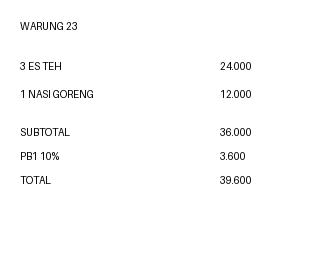 WARUNG 23
3 ES TEH 24.000
1 NASI GORENG 12.000
SUBTOTAL 36.000
PB1 10% 3.600
TOTAL 39.600